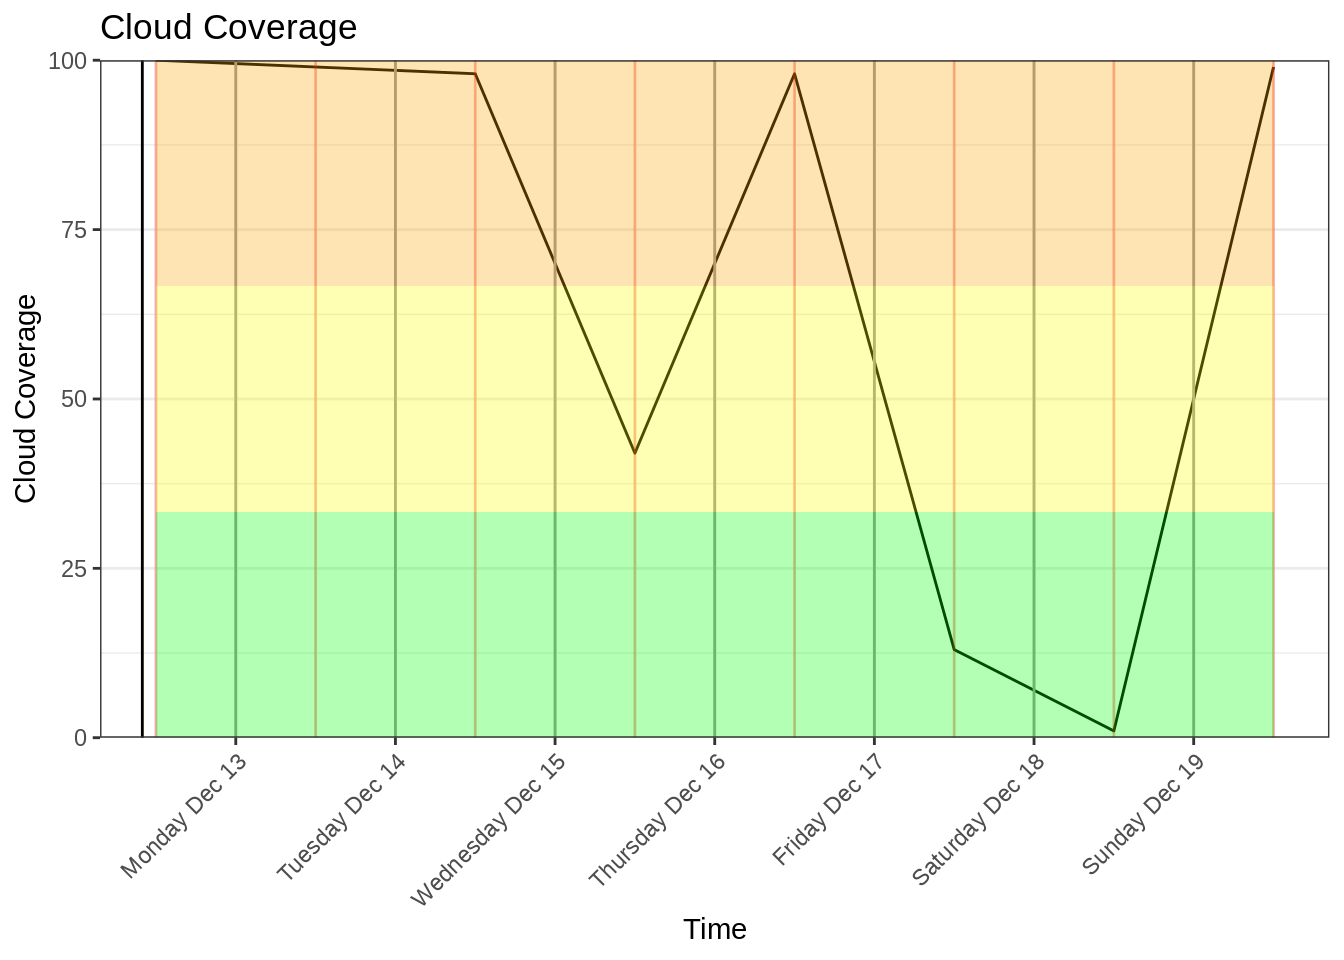 Cloud Coverage
Cloud Coverage
100
75
50
25
0
Monday Dec 13
Tuesday Dec 14
Wednesday Dec 15
Thursday Dec 16
Friday Dec 17
Saturday Dec 18
Sunday Dec 19
Time